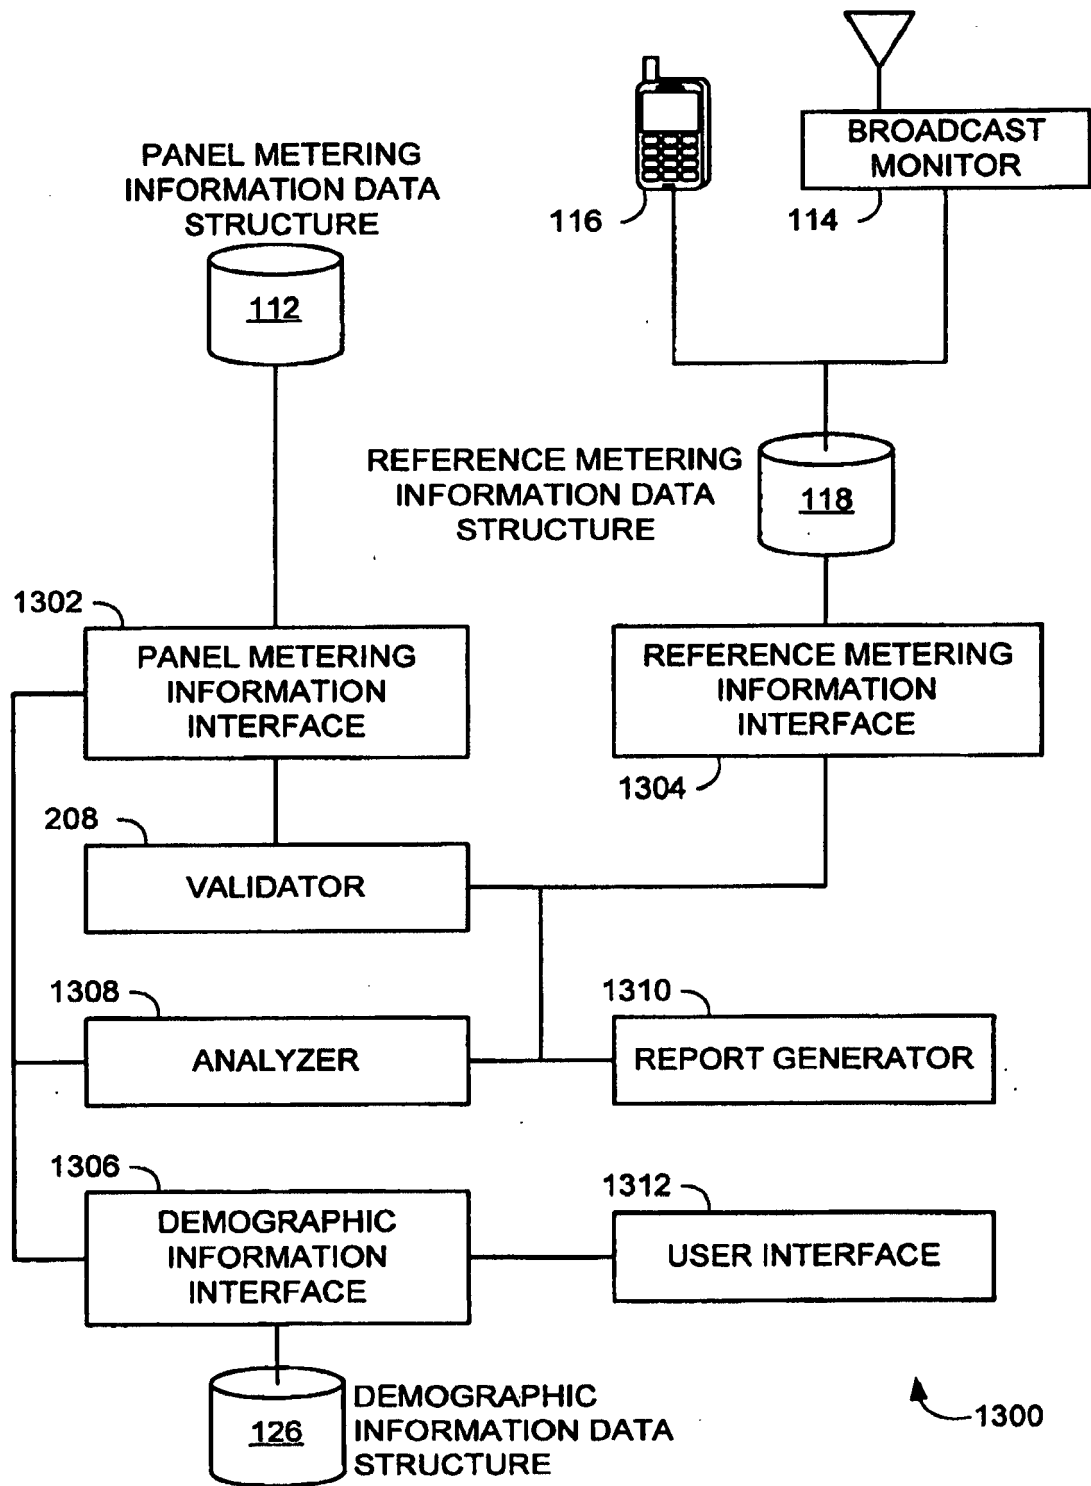 BROADCAST
MONITOR
116
114
PANEL METERING
INFORMATION DATA
STRUCTURE
112
REFERENCE METERING
INFORMATION DATA
STRUCTURE
118
1302
PANEL METERING
INFORMATION
INTERFACE
REFERENCE METERING
INFORMATION
INTERFACE
1304
208
VALIDATOR
1308
ANALYZER
1310
REPORT GENERATOR
1306
DEMOGRAPHIC
INFORMATION
INTERFACE
1312
USER INTERFACE
126
DEMOGRAPHIC
INFORMATION DATA
STRUCTURE
1300